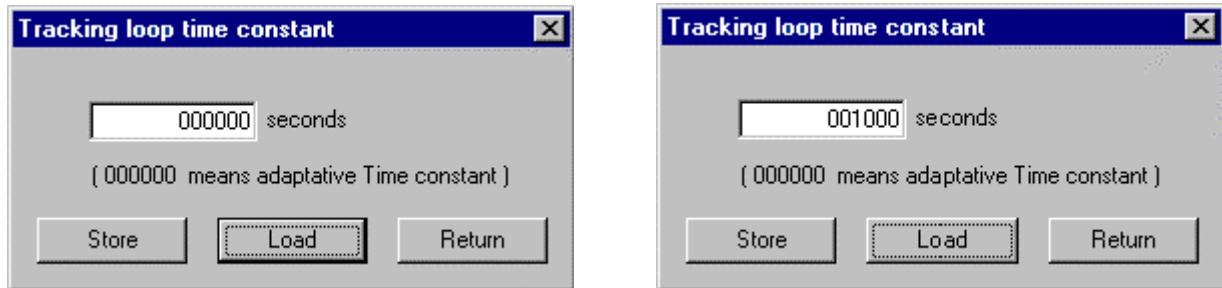 Tracking loop time constant
000000 seconds
( 000000 means adaptative Time constant )
Store Load Return
Tracking loop time constant
001000 seconds
( 000000 means adaptative Time constant )
Store Load Return